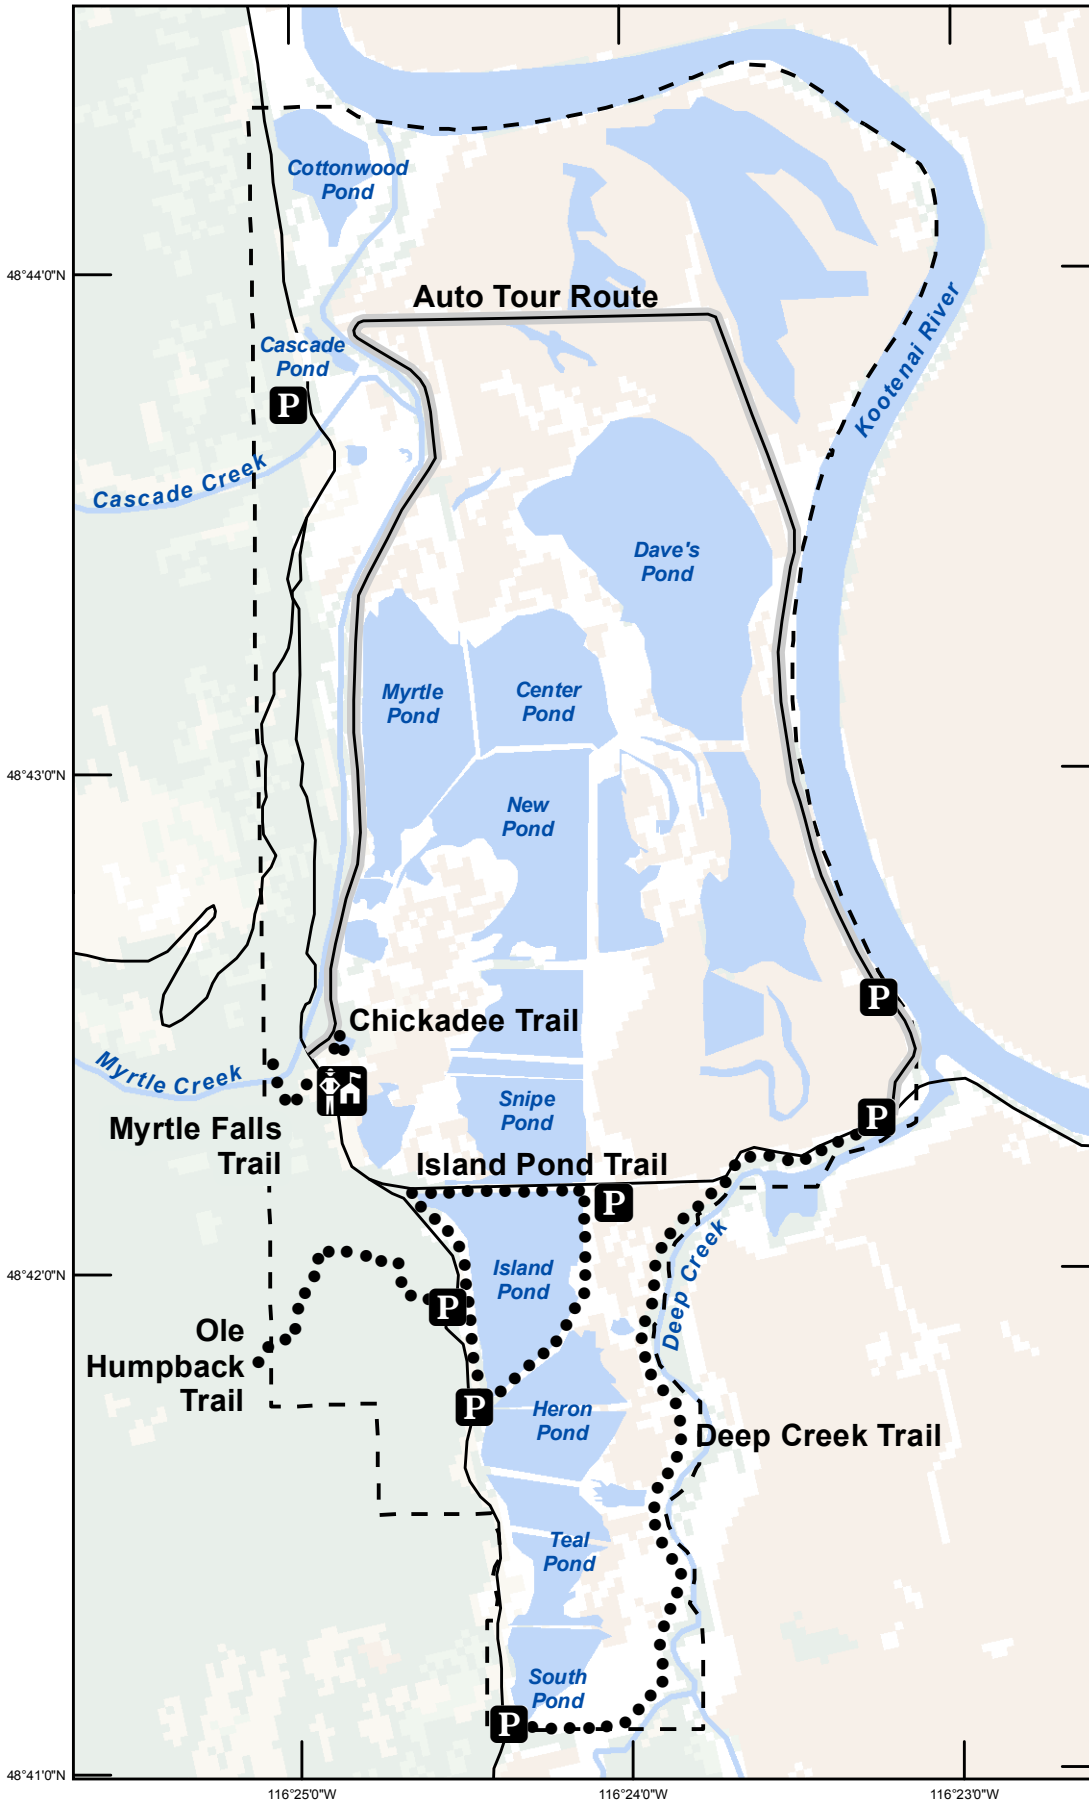 Cottonwood
Pond
48°44'0"N
Auto Tour Route
Kootenai River
Cascade
Pond
P
Cascade Creek
Dave's
Pond
Myrtle
Pond
Center
Pond
48°43'0"N
New
Pond
P
Chickadee Trail
Myrtle Creek
Snipe
Pond
P
Myrtle Falls
Trail
Island Pond Trail
P
Deep Creek
48°42'0"N
Island
Pond
P
Ole
Humpback
Trail
P
Heron
Pond
Deep Creek Trail
Teal
Pond
South
Pond
P
48°41'0"N
116°25'0"W
116°24'0"W
116°23'0"W